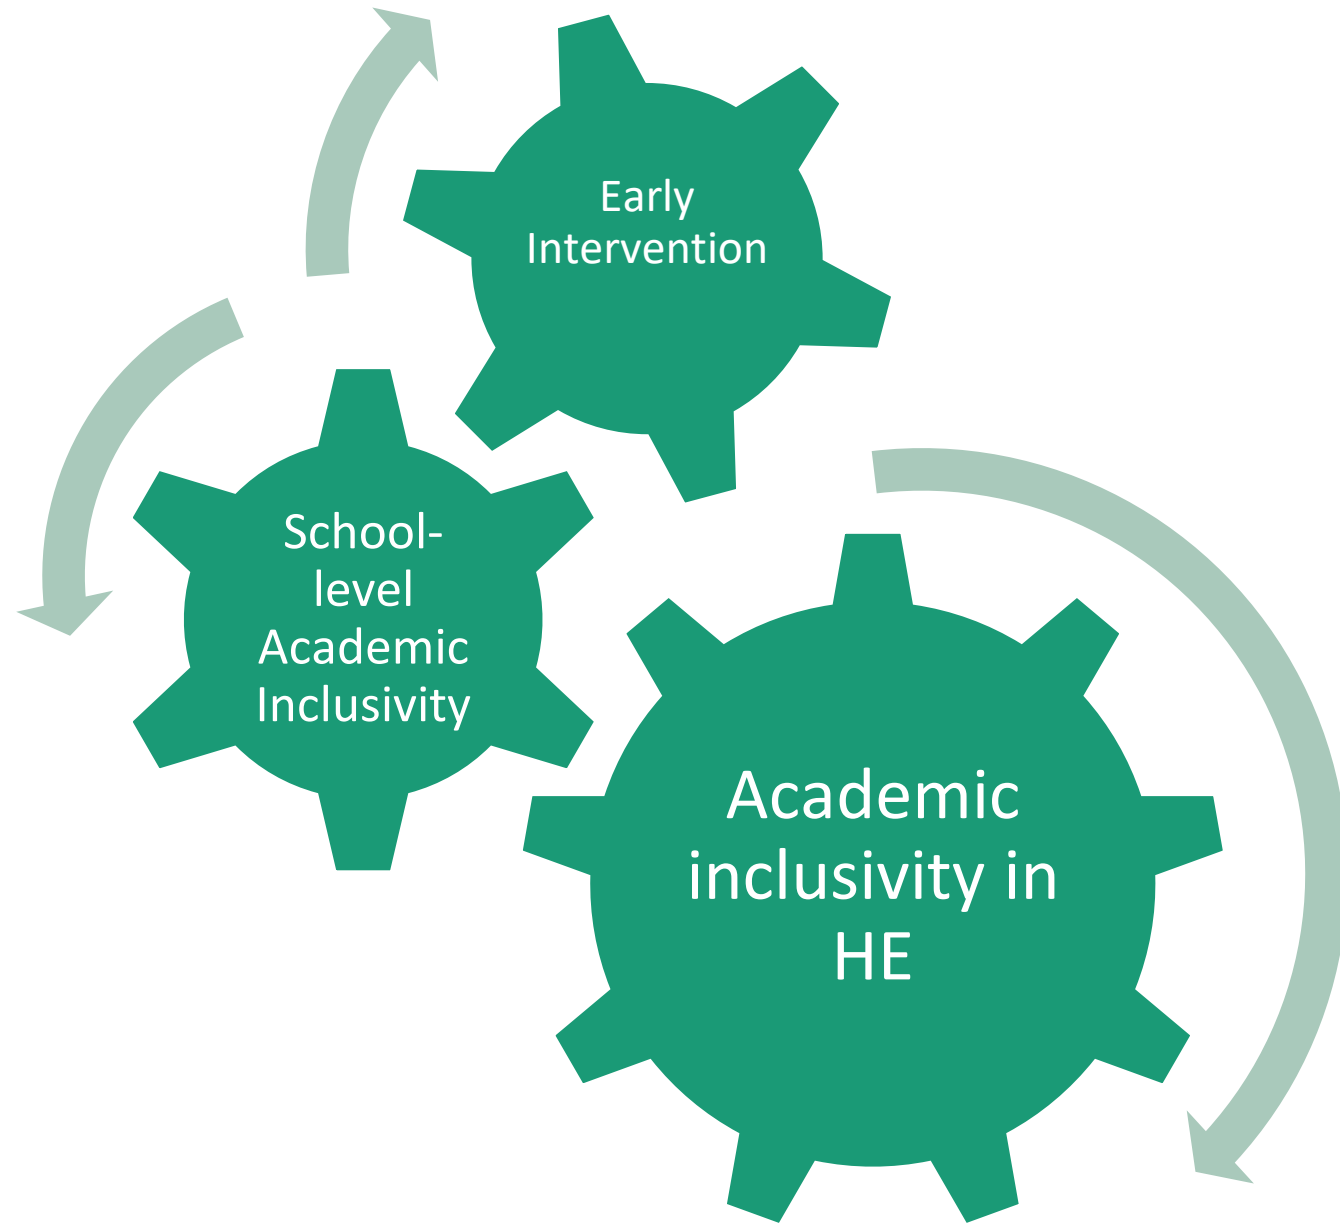 Early
Intervention
School-
level
Academic
Inclusivity
Academic
inclusivity in
HE